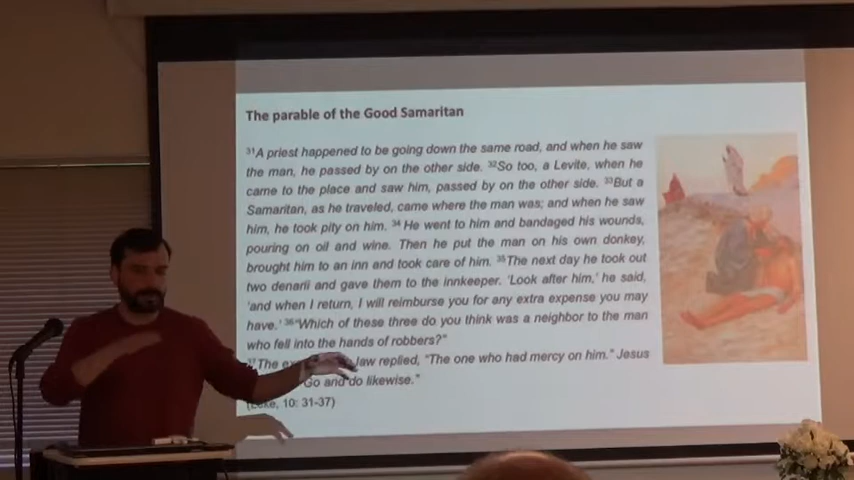 The parable of the Good Samaritan
³¹A priest happened to be going down the same road, and when he saw
the man, he passed by on the other side. ³²So too, a Levite, when he
came to the place and saw him, passed by on the other side. ³³But a
Samaritan, as he traveled, came where the man was; and when he saw
him, he took pity on him. ³⁴ He went to him and bandaged his wounds,
pouring on oil and wine. Then he put the man on his own donkey,
brought him to an inn and took care of him. ³⁵The next day he took out
two denarii and gave them to the innkeeper. 'Look after him,' he said,
'and when I return, I will reimburse you for any extra expense you may
have.' ³⁶"Which of these three do you think was a neighbor to the man
who fell into the hands of robbers?"
³⁷The law replied, "The one who had mercy on him." Jesus
"Go and do likewise."
10: 31-37)